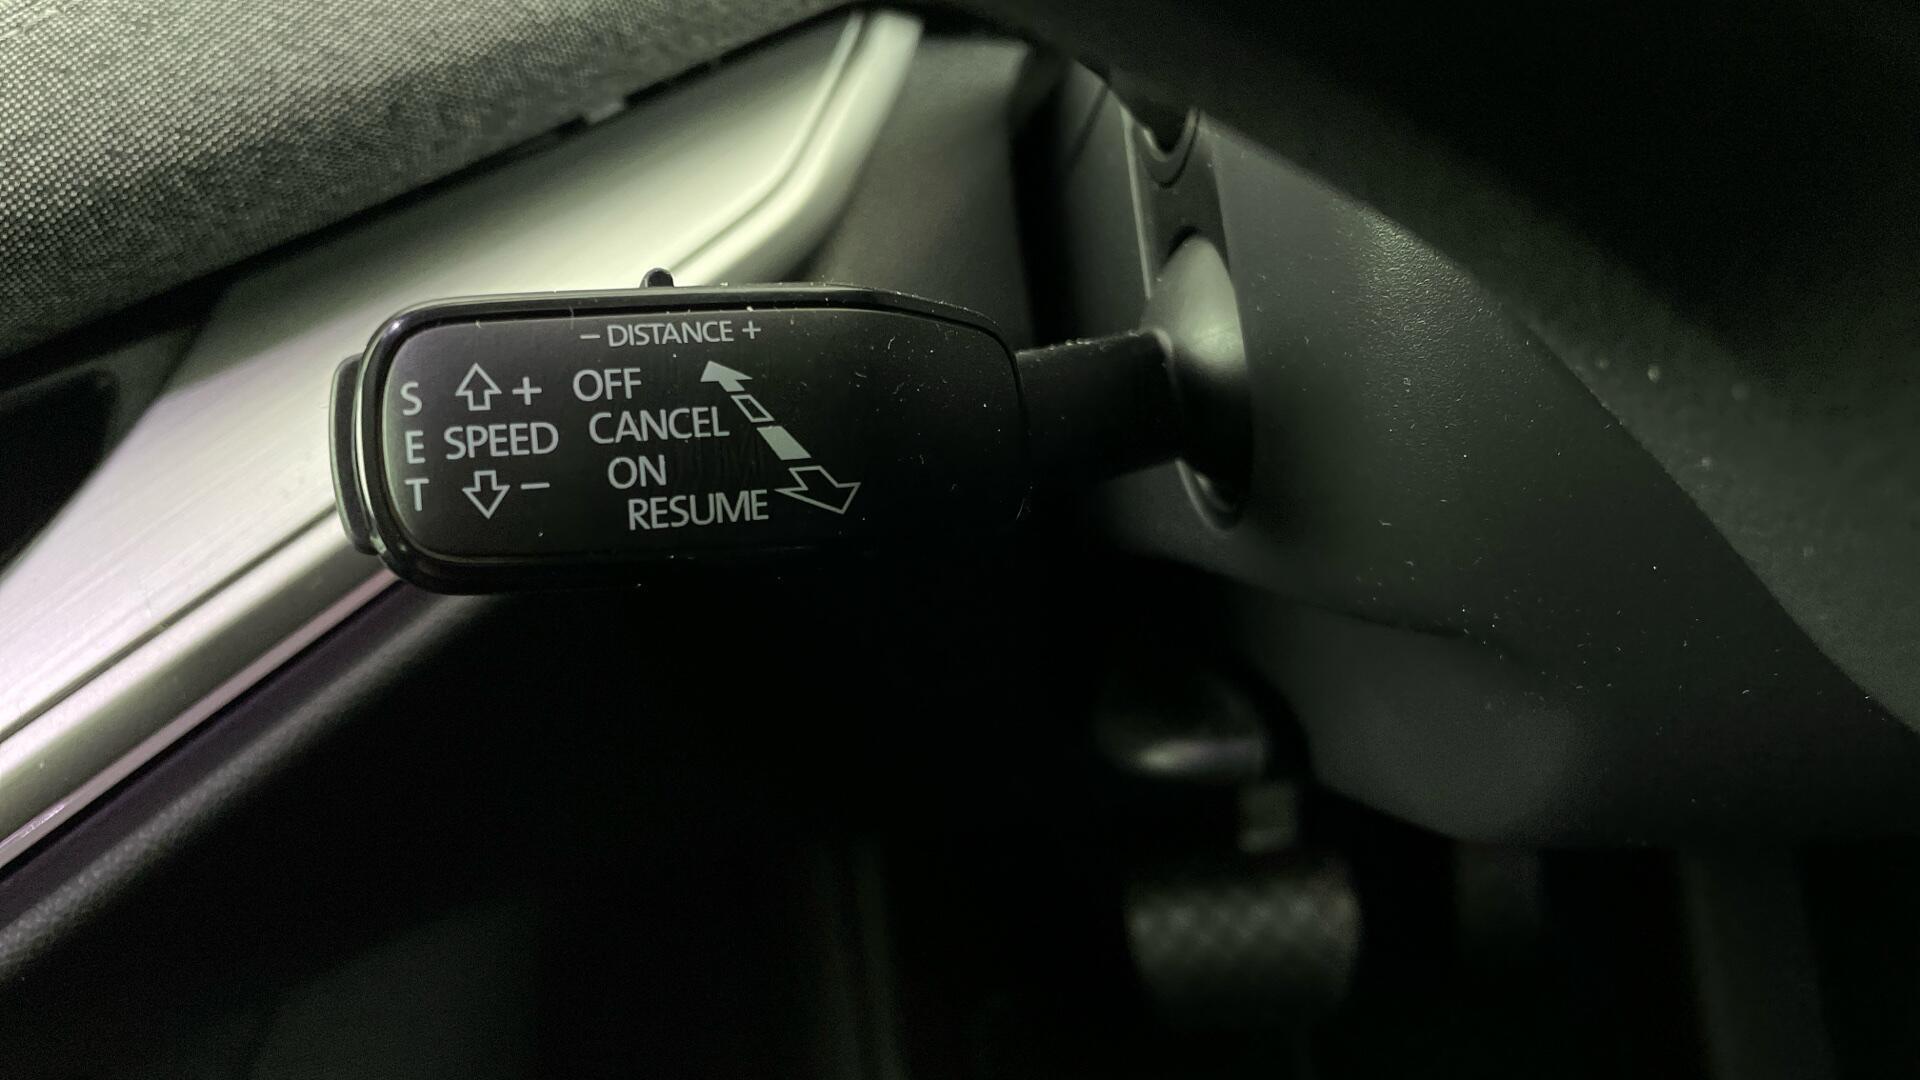 − DISTANCE +
S E T
+
SPEED
−
OFF
CANCEL
ON
RESUME